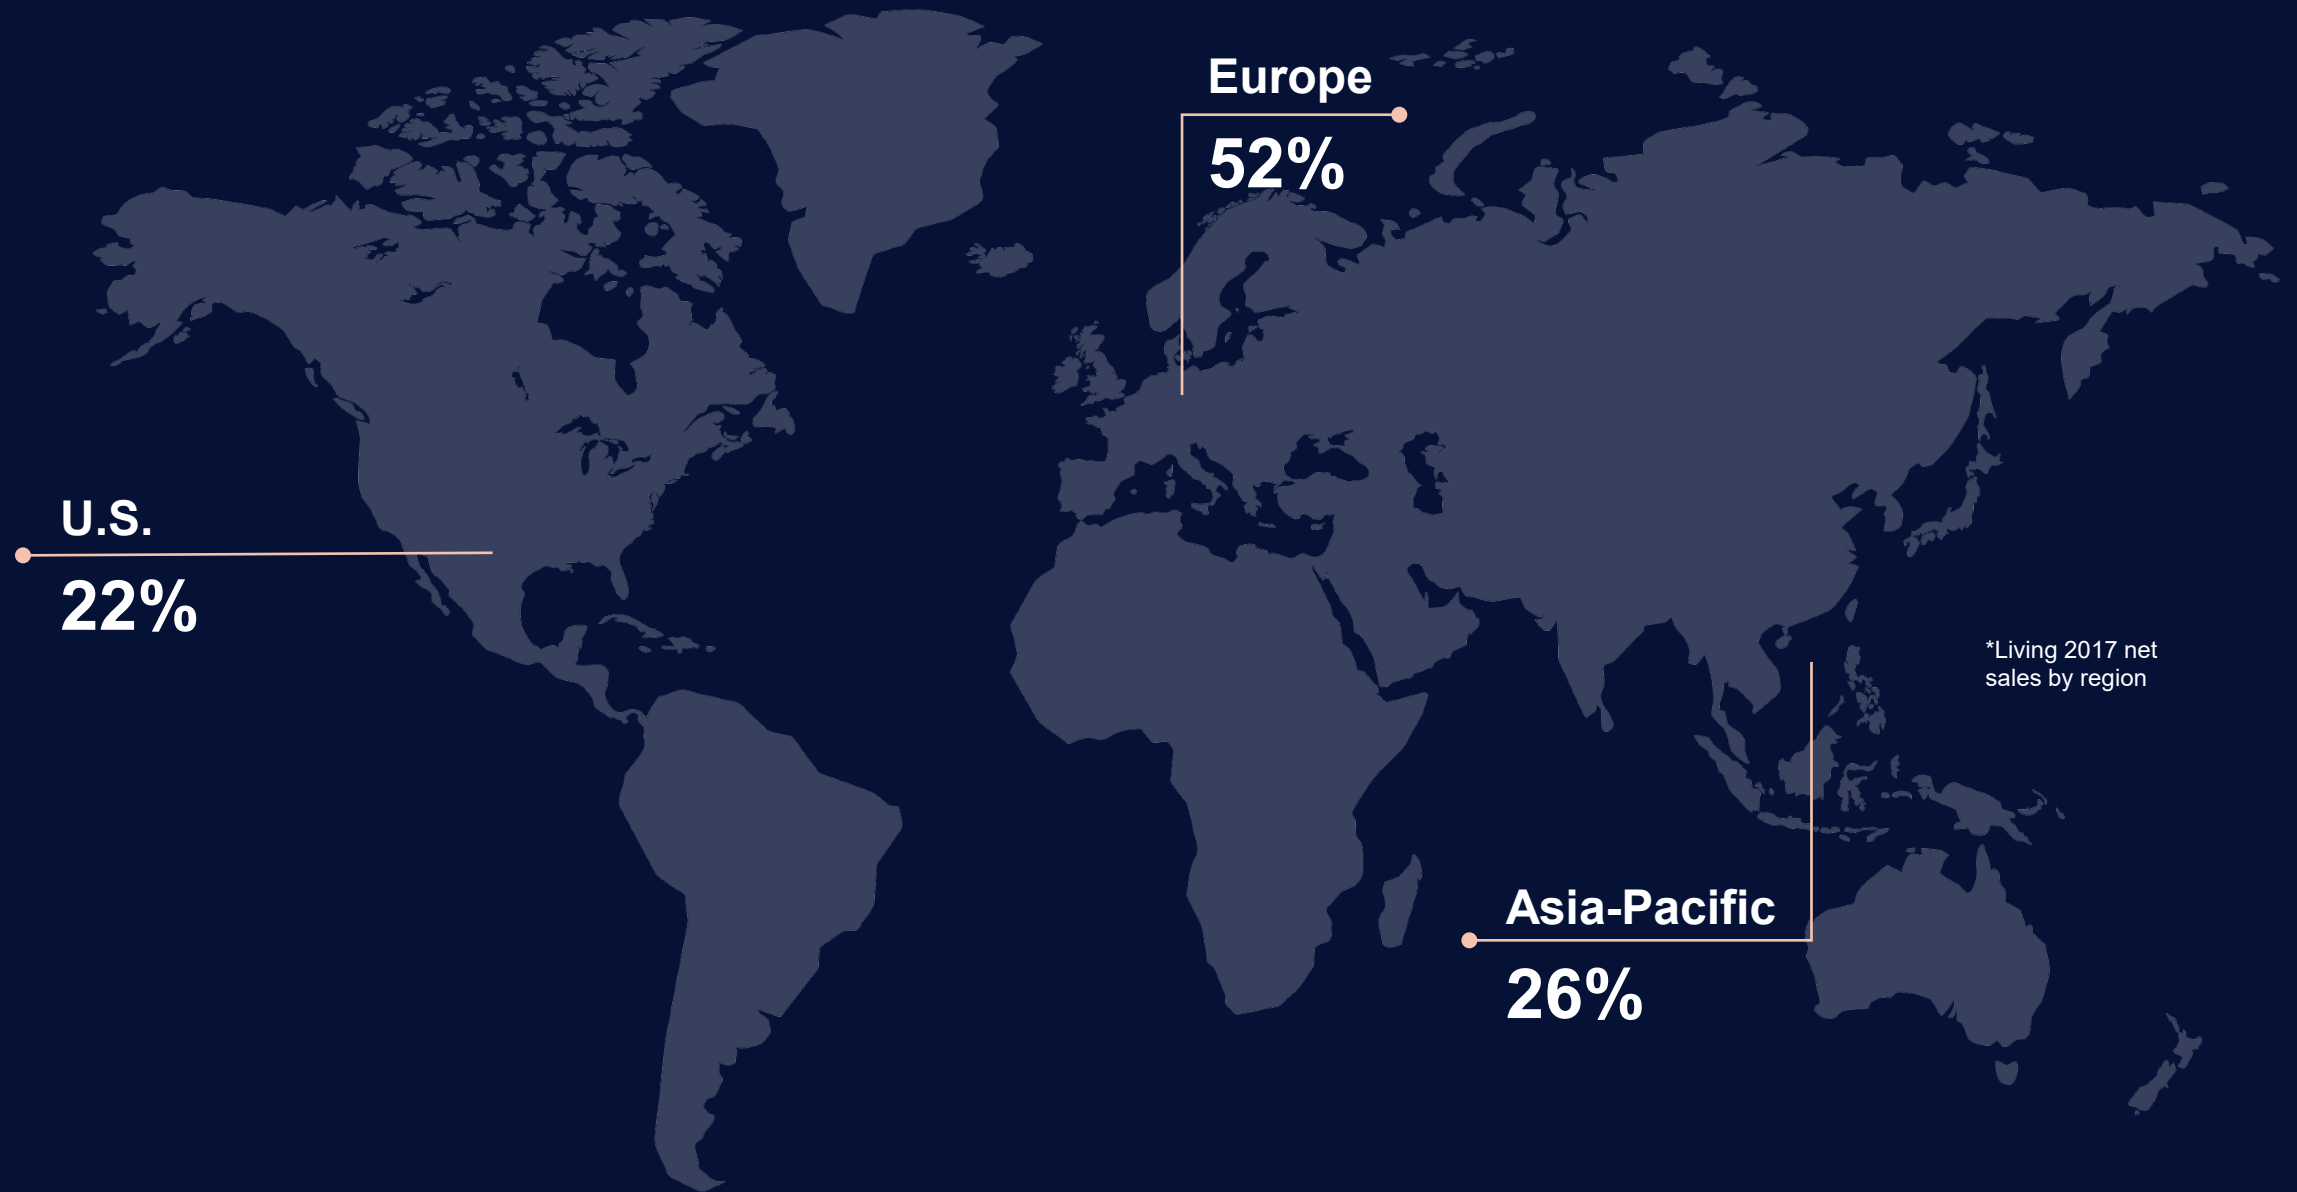 Europe
52%
U.S.
22%
*Living 2017 net
sales by region
Asia-Pacific
26%